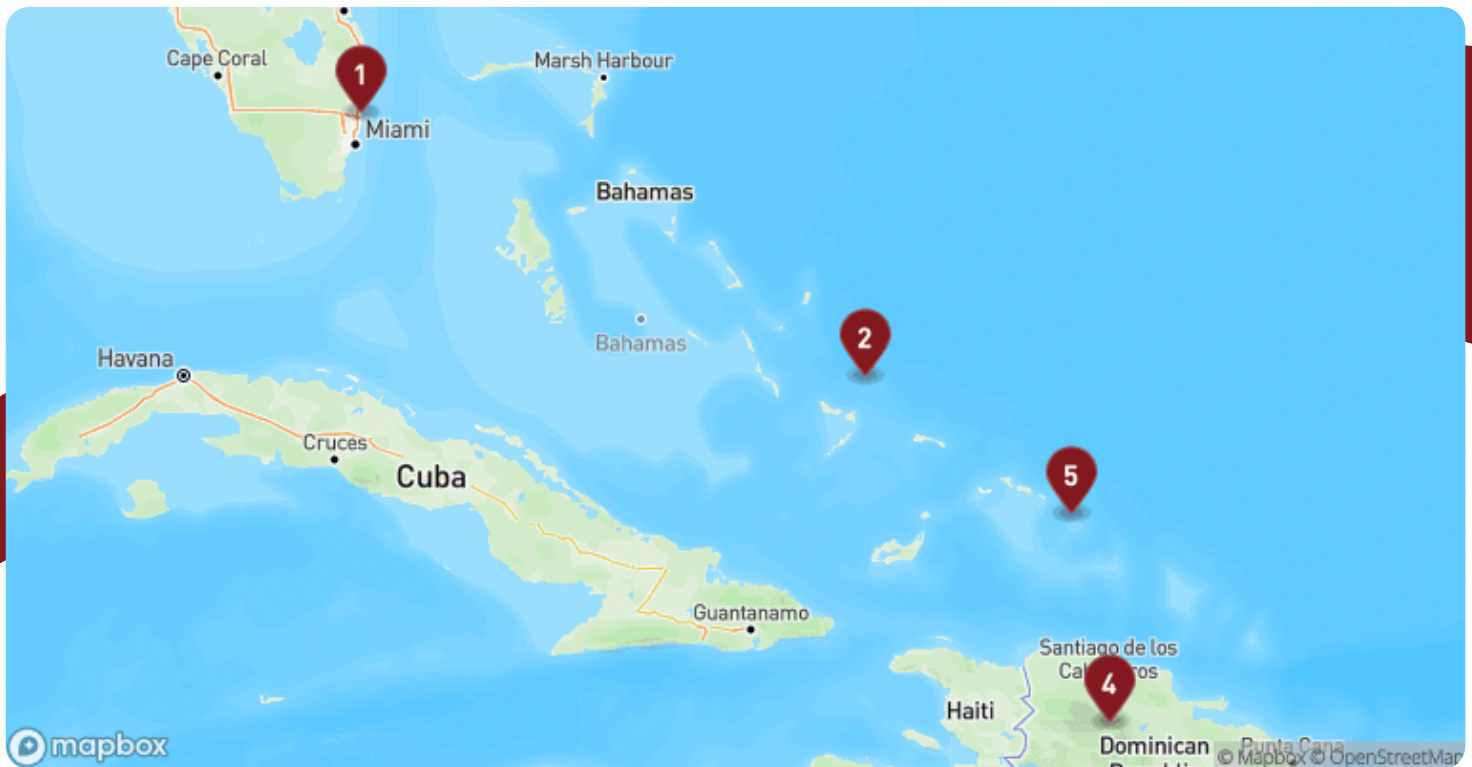 Cape Coral
1
Marsh Harbour
Miami
Bahamas
2
Bahamas
Havana
Cruces
Cuba
5
Guantanamo
Santiago de los
4
Haiti
Dominican
Punta Cana
mapbox
© Mapbox © OpenStreetMap